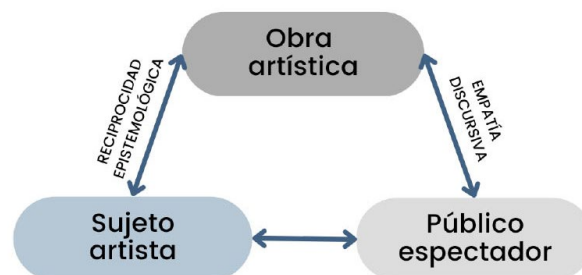 Obra
artística
RECIPROCIDAD
EPISTEMOLÓGICA
EMPATÍA
DISCURSIVA
Sujeto
artista
Público
espectador